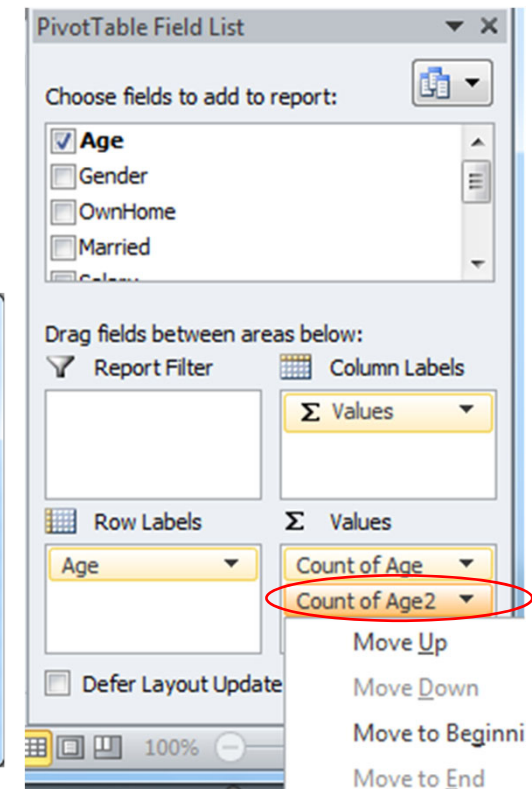 PivotTable Field List
Choose fields to add to report:
Age
Gender
OwnHome
Married
Drag fields between areas below:
Report Filter
Column Labels
Σ Values
Row Labels
Σ Values
Age
Count of Age
Count of Age2
Move Up
Defer Layout Update
Move Down
100%
Move to Beginni
Move to End